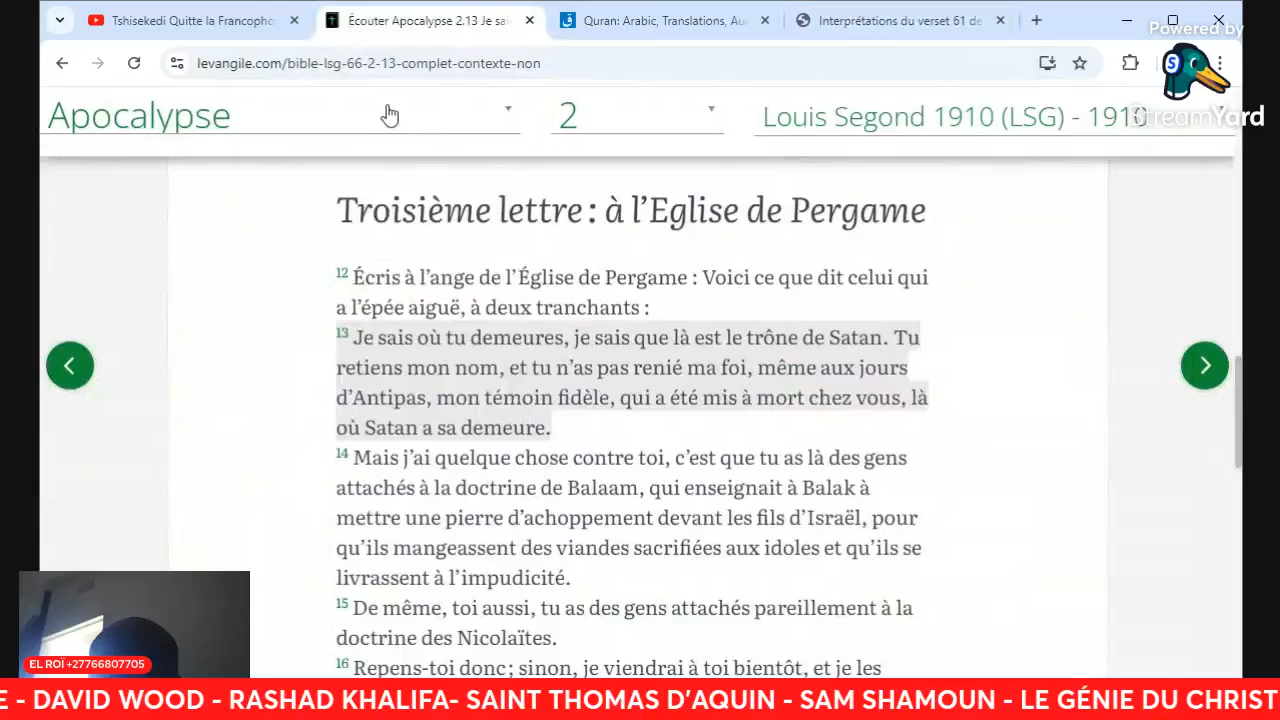 Tshisekedi Quitte la Francopho
Écouter Apocalypse 2.13 Je sa
Quran: Arabic, Translations, Au
Interprétations du verset 61 de
Powered by
levangile.com/bible-lsg-66-2-13-complet-contexte-non
StreamYard
Apocalypse
2
Louis Segond 1910 (LSG) - 1910
Troisième lettre : à l’Eglise de Pergame
12 Écris à l’ange de l’Église de Pergame : Voici ce que dit celui qui
a l’épée aiguë, à deux tranchants :
13 Je sais où tu demeures, je sais que là est le trône de Satan. Tu
retiens mon nom, et tu n’as pas renié ma foi, même aux jours
d’Antipas, mon témoin fidèle, qui a été mis à mort chez vous, là
où Satan a sa demeure.
14 Mais j’ai quelque chose contre toi, c’est que tu as là des gens
attachés à la doctrine de Balaam, qui enseignait à Balak à
mettre une pierre d’achoppement devant les fils d’Israël, pour
qu’ils mangeassent des viandes sacrifiées aux idoles et qu’ils se
livrassent à l’impudicité.
15 De même, toi aussi, tu as des gens attachés pareillement à la
doctrine des Nicolaïtes.
16 Repens-toi donc ; sinon, je viendrai à toi bientôt, et je les
EL ROÏ +27766807705
E - DAVID WOOD - RASHAD KHALIFA- SAINT THOMAS D'AQUIN - SAM SHAMOUN - LE GÉNIE DU CHRIST